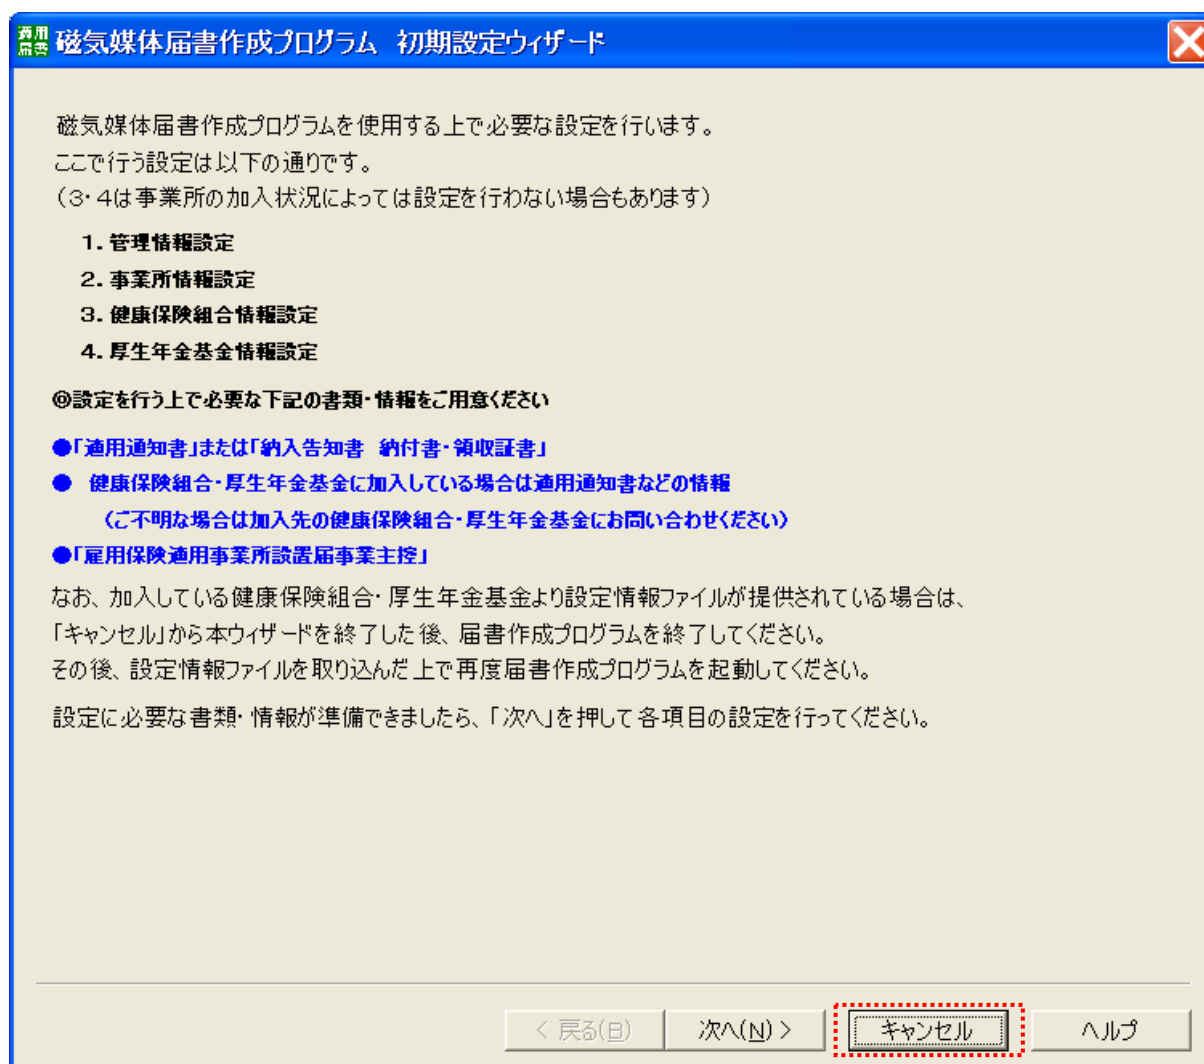 適用
届書 磁気媒体届書作成プログラム 初期設定ウィザード
磁気媒体届書作成プログラムを使用する上で必要な設定を行います。
ここで行う設定は以下の通りです。
（3・4は事業所の加入状況によっては設定を行わない場合もあります）
1. 管理情報設定
2. 事業所情報設定
3. 健康保険組合情報設定
4. 厚生年金基金情報設定
◎設定を行う上で必要な下記の書類・情報をご用意ください
●「適用通知書」または「納入告知書 納付書・領収証書」
● 健康保険組合・厚生年金基金に加入している場合は適用通知書などの情報
（ご不明な場合は加入先の健康保険組合・厚生年金基金にお問い合わせください）
●「雇用保険適用事業所設置届事業主控」
なお、加入している健康保険組合・厚生年金基金より設定情報ファイルが提供されている場合は、
「キャンセル」から本ウィザードを終了した後、届書作成プログラムを終了してください。
その後、設定情報ファイルを取り込んだ上で再度届書作成プログラムを起動してください。
設定に必要な書類・情報が準備できましたら、「次へ」を押して各項目の設定を行ってください。
< 戻る(B) 次へ(N) > キャンセル ヘルプ